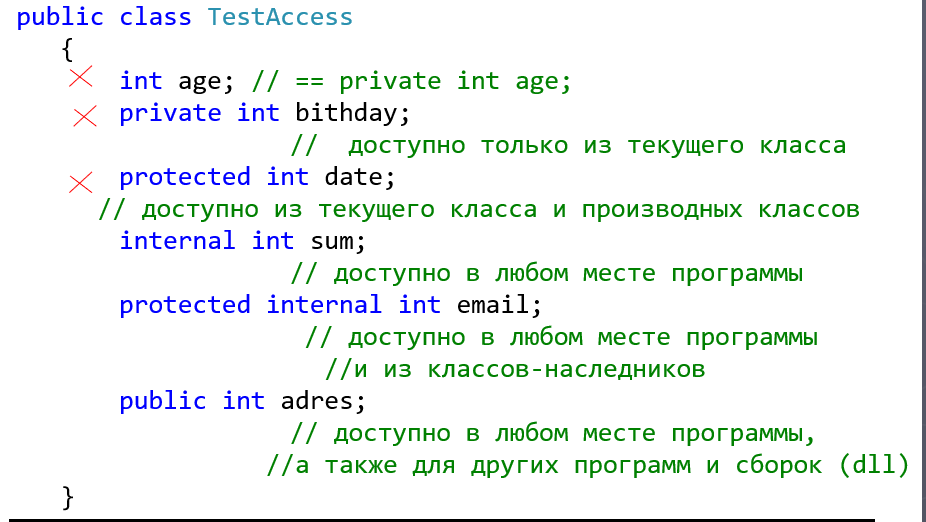 public class TestAccess
{
int age; // == private int age;
private int bithday;
// доступно только из текущего класса
protected int date;
// доступно из текущего класса и производных классов
internal int sum;
// доступно в любом месте программы
protected internal int email;
// доступно в любом месте программы
//и из классов-наследников
public int adres;
// доступно в любом месте программы,
//а также для других программ и сборок (dll)
}